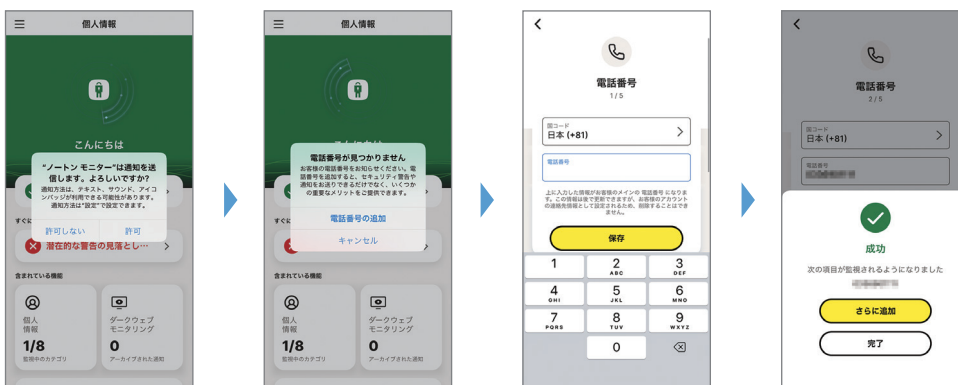 個人情報
こんにちは
“ノートン モニター”は通知を送
信します。よろしいですか?
通知方法は、テキスト、サウンド、アイコ
ンバッジが利用できる可能性があります。
通知方法は“設定”で設定できます。
許可しない
許可
すぐに
潜在的な警告の見落とし…
含まれている機能
個人
情報
1/8
監視中のカテゴリ
ダークウェブ
モニタリング
0
アーカイブされた通知
個人情報
こんにちは
電話番号が見つかりません
お客様の電話番号をお知らせください。電
話番号を追加すると、セキュリティ警告や
通知をお送りできるだけでなく、いくつか
の重要なメリットをご提供できます。
電話番号の追加
キャンセル
すぐに
含まれている機能
個人
情報
1/8
監視中のカテゴリ
ダークウェブ
モニタリング
0
アーカイブされた通知
電話番号
1 / 5
国コード
日本 (+81)
電話番号
上に入力した情報がお客様のメインの 電話番号 になりま
す。この情報は後で更新できますが、お客様のアカウント
の連絡先情報として設定されるため、削除することはでき
ません。
保存
1
2
ABC
3
DEF
4
GHI
5
JKL
6
MNO
7
PQRS
8
TUV
9
WXYZ
0
電話番号
2 / 5
国コード
日本 (+81)
電話番号
成功
次の項目が監視されるようになりました
さらに追加
完了